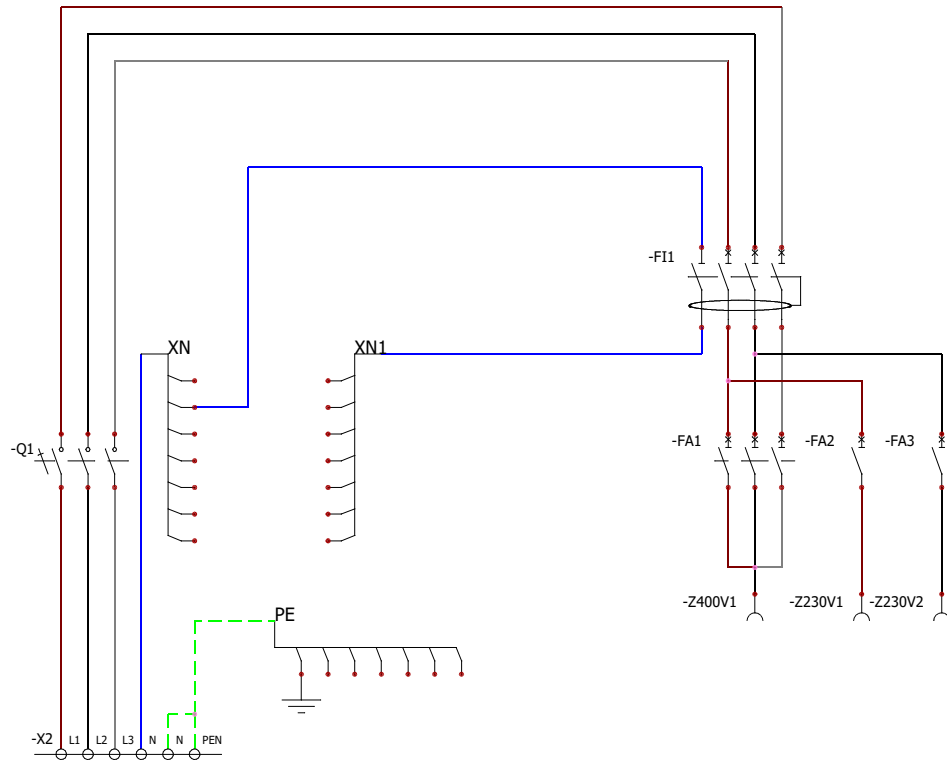 -FI1
XN
XN1
-Q1
-FA1
-FA2
-FA3
-Z400V1
-Z230V1
-Z230V2
PE
-X2
L1
L2
L3
N
N
PEN